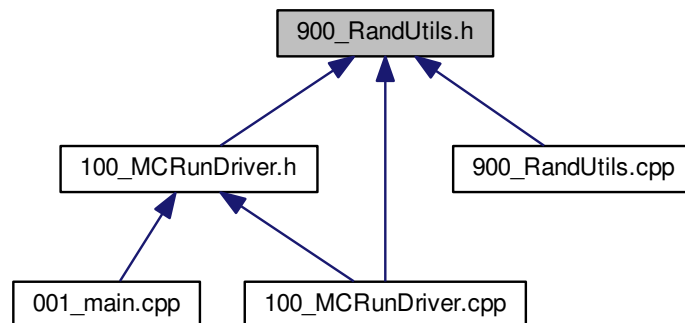 900_RandUtils.h
100_MCRunDriver.h
900_RandUtils.cpp
001_main.cpp
100_MCRunDriver.cpp